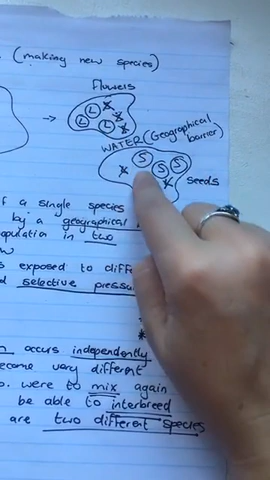 . (making new species)
flowers
L
L
L
WATER (Geographical
barrier)
S
S
S
seeds
f a single species
by a geographical
opulation in two
s exposed to diffe
d selective pressu
n occurs independently
ecome very different
o. were to mix again
be able to interbreed
are two different species